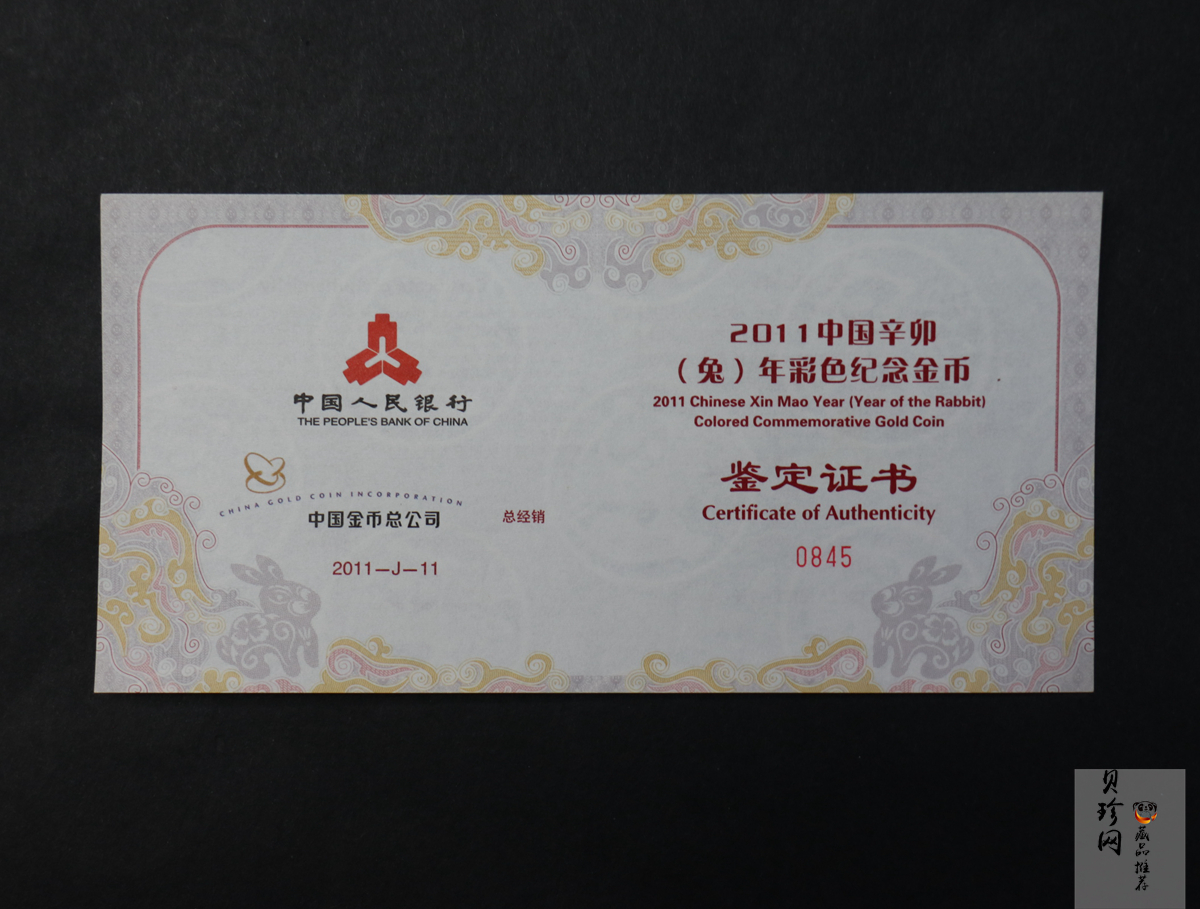 中国人民银行
THE PEOPLE'S BANK OF CHINA
CHINA GOLD COIN INCORPORATION
中国金币总公司
总经销
2011—J—11
2011中国辛卯
（兔）年彩色纪念金币
2011 Chinese Xin Mao Year (Year of the Rabbit)
Colored Commemorative Gold Coin
鉴定证书
Certificate of Authenticity
0845
贝珍网
藏品推荐